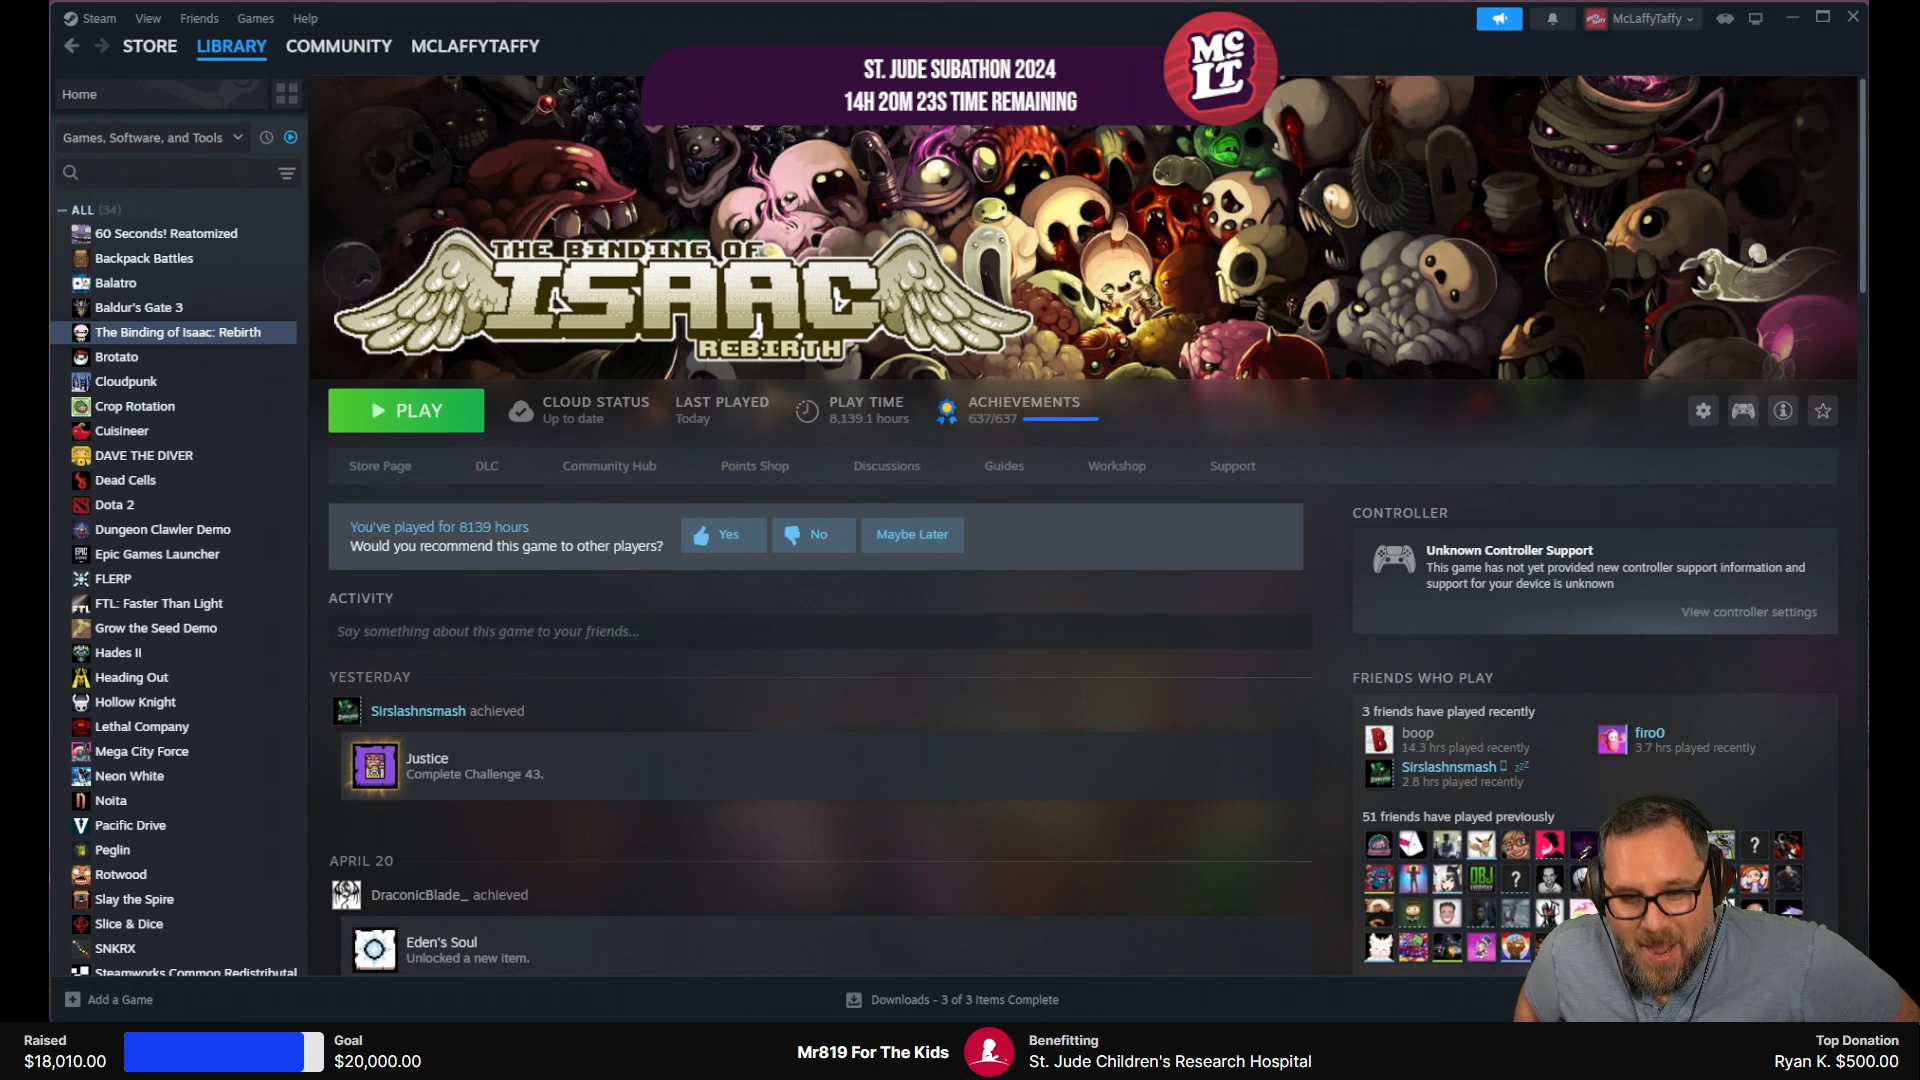 Steam View Friends Games Help
McLaffyTaffy
STORE LIBRARY COMMUNITY MCLAFFYTAFFY
ST. JUDE SUBATHON 2024
14H 20M 23S TIME REMAINING
McLT
Home
Games, Software, and Tools
ALL (34)
60 Seconds! Reatomized
Backpack Battles
Balatro
Baldur's Gate 3
The Binding of Isaac: Rebirth
Brotato
Cloudpunk
Crop Rotation
Cuisineer
DAVE THE DIVER
Dead Cells
Dota 2
Dungeon Clawler Demo
Epic Games Launcher
FLERP
FTL: Faster Than Light
Grow the Seed Demo
Hades II
Heading Out
Hollow Knight
Lethal Company
Mega City Force
Neon White
Noita
Pacific Drive
Peglin
Rotwood
Slay the Spire
Slice & Dice
SNKRX
Steamworks Common Redistributal
Add a Game
THE BINDING OF
ISAAC
REBIRTH
PLAY
CLOUD STATUS
Up to date
LAST PLAYED
Today
PLAY TIME
8,139.1 hours
ACHIEVEMENTS
637/637
Store Page DLC Community Hub Points Shop Discussions Guides Workshop Support
You've played for 8139 hours
Would you recommend this game to other players?
Yes No Maybe Later
ACTIVITY
Say something about this game to your friends...
YESTERDAY
Sirslashnsmash achieved
Justice
Complete Challenge 43.
APRIL 20
DraconicBlade_ achieved
Eden's Soul
Unlocked a new item.
CONTROLLER
Unknown Controller Support
This game has not yet provided new controller support information and
support for your device is unknown
View controller settings
FRIENDS WHO PLAY
3 friends have played recently
boop
14.3 hrs played recently
firo0
3.7 hrs played recently
Sirslashnsmash zzZ
2.8 hrs played recently
51 friends have played previously
OBJ
Downloads - 3 of 3 Items Complete
Raised
$18,010.00
Goal
$20,000.00
Mr819 For The Kids
Benefitting
St. Jude Children's Research Hospital
Top Donation
Ryan K. $500.00